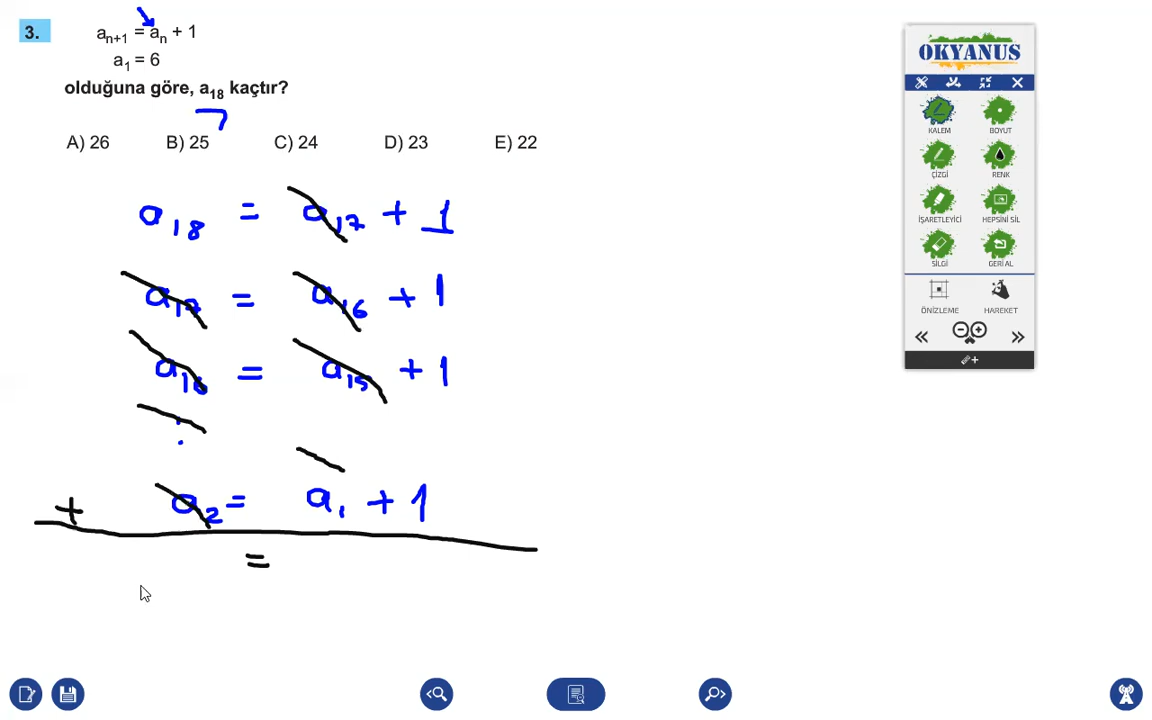 3.
aₙ₊₁ = aₙ + 1
a₁ = 6
olduğuna göre, a₁₈ kaçtır?
A) 26 B) 25 C) 24 D) 23 E) 22
a₁₈ = a₁₇ + 1
a₁₇ = a₁₆ + 1
a₁₆ = a₁₅ + 1
:
+ a₂ = a₁ + 1
=
OKYANUS
KALEM BOYUT
ÇİZGİ RENK
İŞARETLEYİCİ HEPSİNİ SİL
SİLGİ GERİ AL
ÖNİZLEME HAREKET